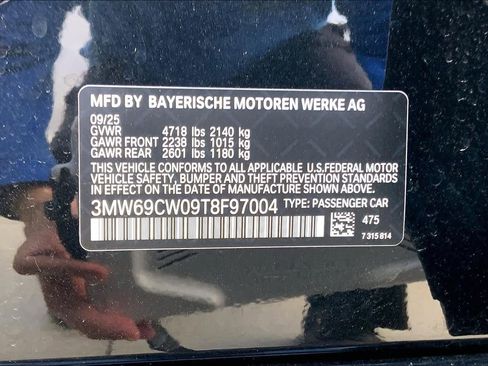 MFD BY BAYERISCHE MOTOREN WERKE AG
09/25
GVWR 4718 lbs 2140 kg
GAWR FRONT 2238 lbs 1015 kg
GAWR REAR 2601 lbs 1180 kg
THIS VEHICLE CONFORMS TO ALL APPLICABLE U.S.FEDERAL MOTOR
VEHICLE SAFETY, BUMPER AND THEFT PREVENTION STANDARDS
IN EFFECT ON THE DATE OF MANUFACTURE SHOWN ABOVE.
3MW69CW09T8F97004 TYPE: PASSENGER CAR
475
7 315 814